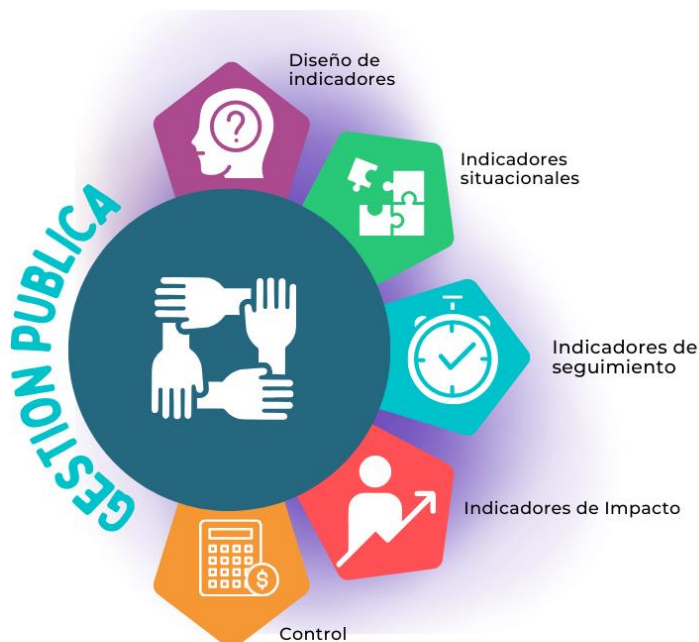 GESTION PUBLICA
Diseño de
indicadores
?
Indicadores
situacionales
Indicadores de
seguimiento
Indicadores de Impacto
$
Control